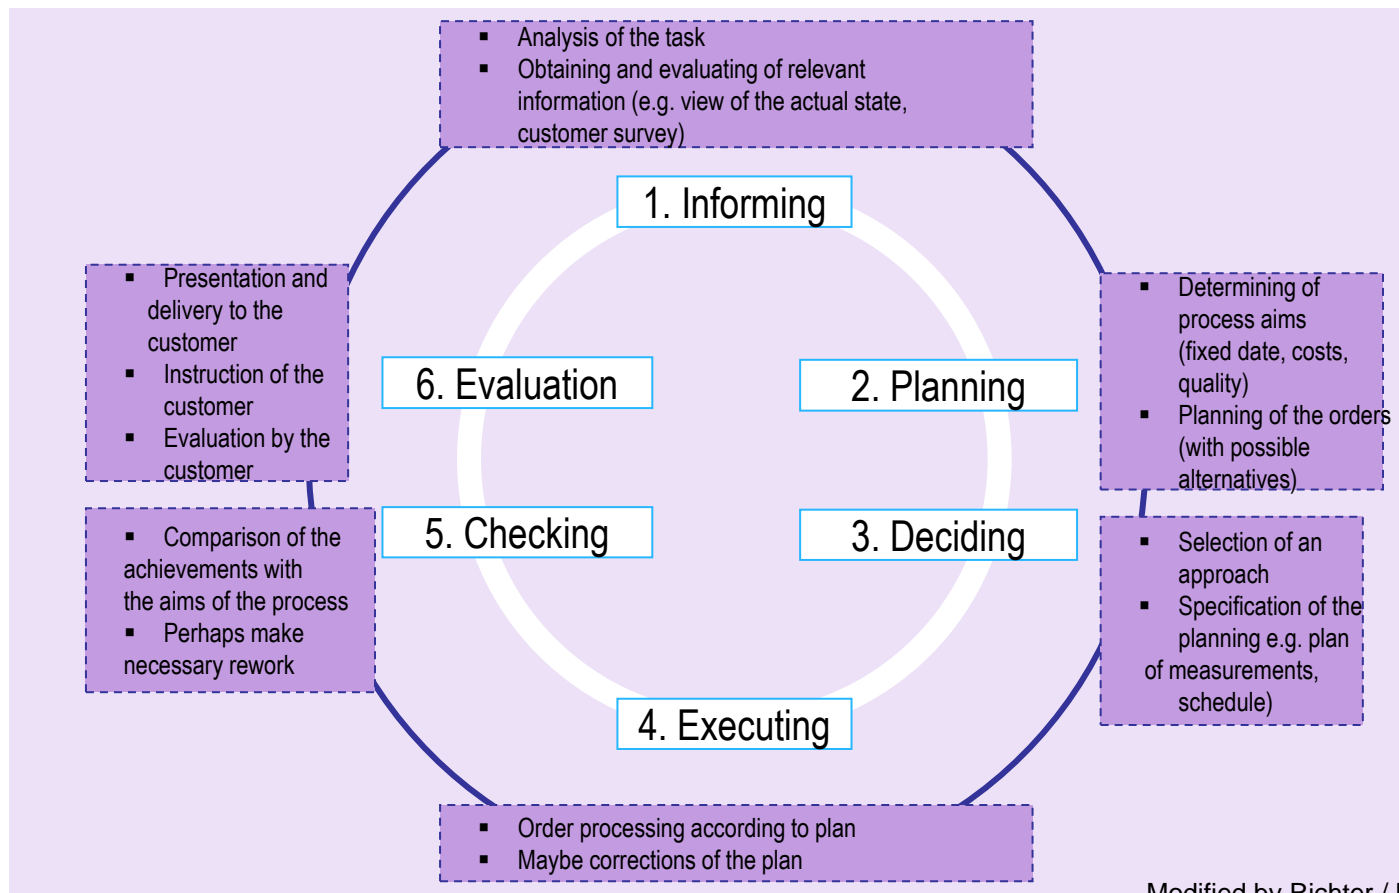 ▪ Analysis of the task
▪ Obtaining and evaluating of relevant
information (e.g. view of the actual state,
customer survey)
1. Informing
▪ Presentation and
delivery to the
customer
▪ Instruction of the
customer
▪ Evaluation by the
customer
6. Evaluation
2. Planning
▪ Determining of
process aims
(fixed date, costs,
quality)
▪ Planning of the orders
(with possible
alternatives)
▪ Comparison of the
achievements with
the aims of the process
▪ Perhaps make
necessary rework
5. Checking
3. Deciding
▪ Selection of an
approach
▪ Specification of the
planning e.g. plan
of measurements,
schedule)
4. Executing
▪ Order processing according to plan
▪ Maybe corrections of the plan
Modified by Richter /